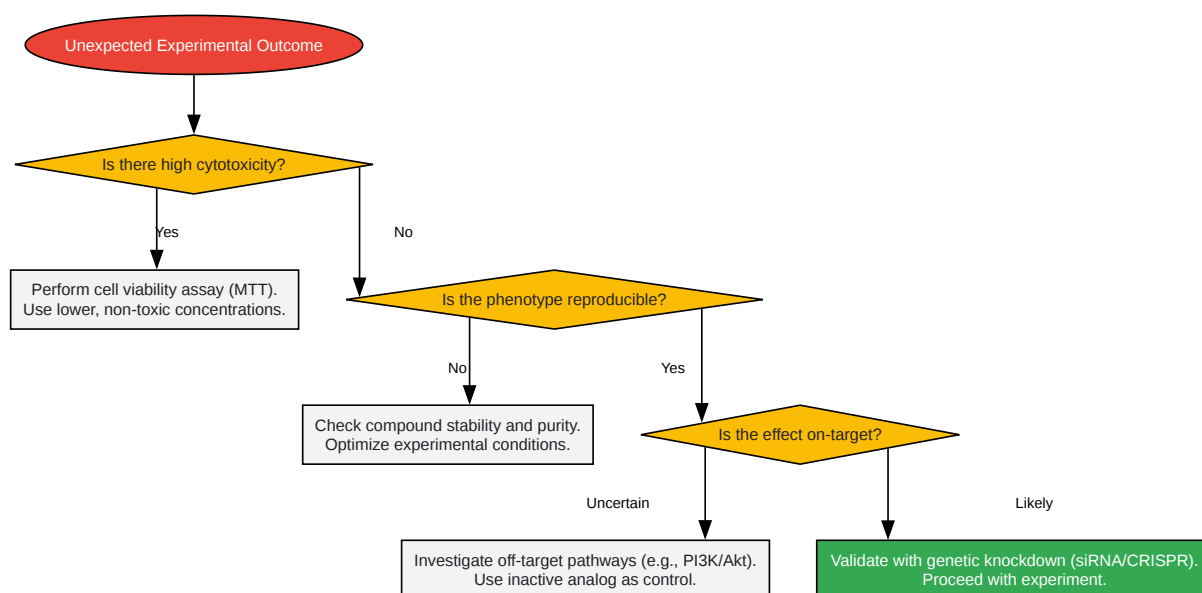 Unexpected Experimental Outcome
Is there high cytotoxicity?
Yes
No
Perform cell viability assay (MTT).
Use lower, non-toxic concentrations.
Is the phenotype reproducible?
No
Yes
Check compound stability and purity.
Optimize experimental conditions.
Is the effect on-target?
Uncertain
Likely
Investigate off-target pathways (e.g., PI3K/Akt).
Use inactive analog as control.
Validate with genetic knockdown (siRNA/CRISPR).
Proceed with experiment.